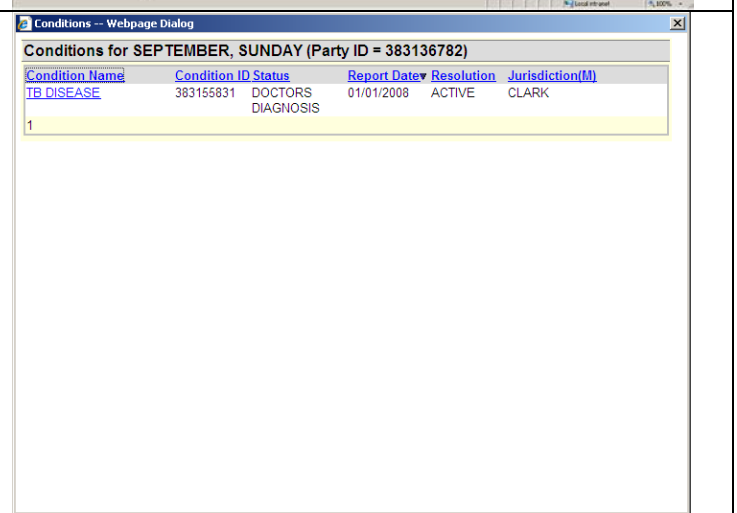 Local intranet 100%
Conditions -- Webpage Dialog
Conditions for SEPTEMBER, SUNDAY (Party ID = 383136782)
Condition Name Condition ID Status Report Date▼ Resolution Jurisdiction(M)
TB DISEASE 383155831 DOCTORS DIAGNOSIS 01/01/2008 ACTIVE CLARK
1